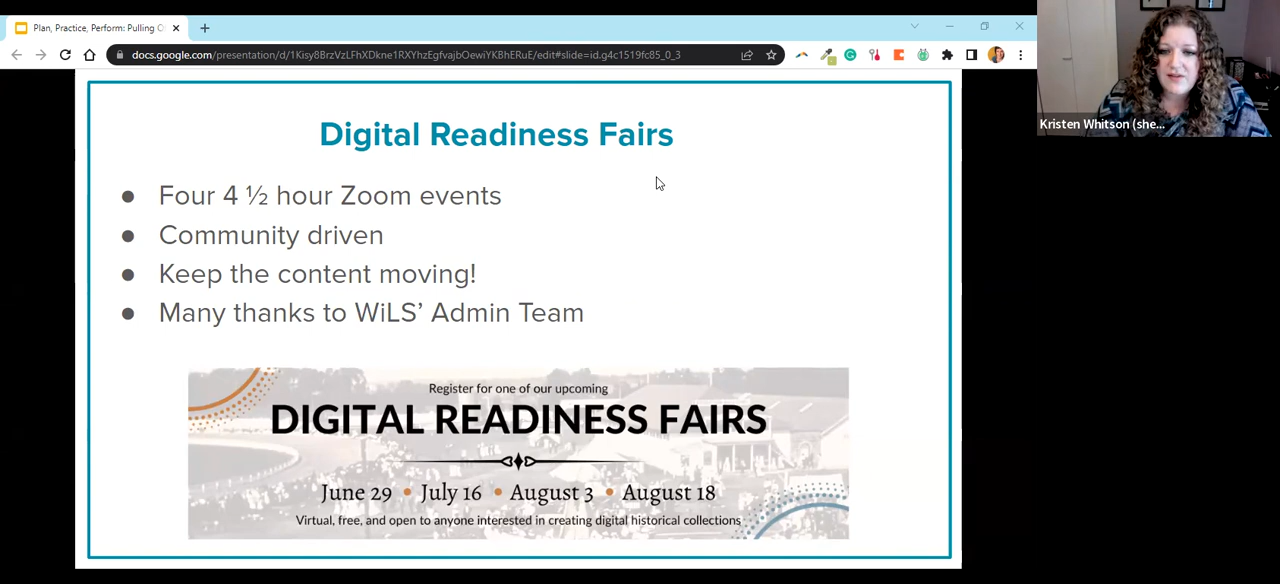 Plan, Practice, Perform: Pulling O
docs.google.com/presentation/d/1Kisy8BrzVzLFhXDkne1RXYhzEgfvajbOewiYKBhERuE/edit#slide=id.g4c1519fc85_0_3
Kristen Whitson (she...
Digital Readiness Fairs
● Four 4 ½ hour Zoom events
● Community driven
● Keep the content moving!
● Many thanks to WiLS’ Admin Team
Register for one of our upcoming
DIGITAL READINESS FAIRS
June 29 • July 16 • August 3 • August 18
Virtual, free, and open to anyone interested in creating digital historical collections